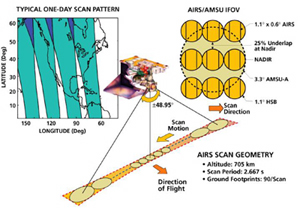 TYPICAL ONE-DAY SCAN PATTERN
LATITUDE (Deg)
60
50
40
30
20
10
150 120 90 60
LONGITUDE (Deg)
±48.95°
AIRS/AMSU IFOV
1.1° x 0.6° AIRS
25% Underlap
at Nadir
NADIR
3.3° AMSU-A
1.1° HSB
Scan
Direction
Scan
Motion
Direction
of Flight
AIRS SCAN GEOMETRY
• Altitude: 705 km
• Scan Period: 2.667 s
• Ground Footprints: 90/Scan